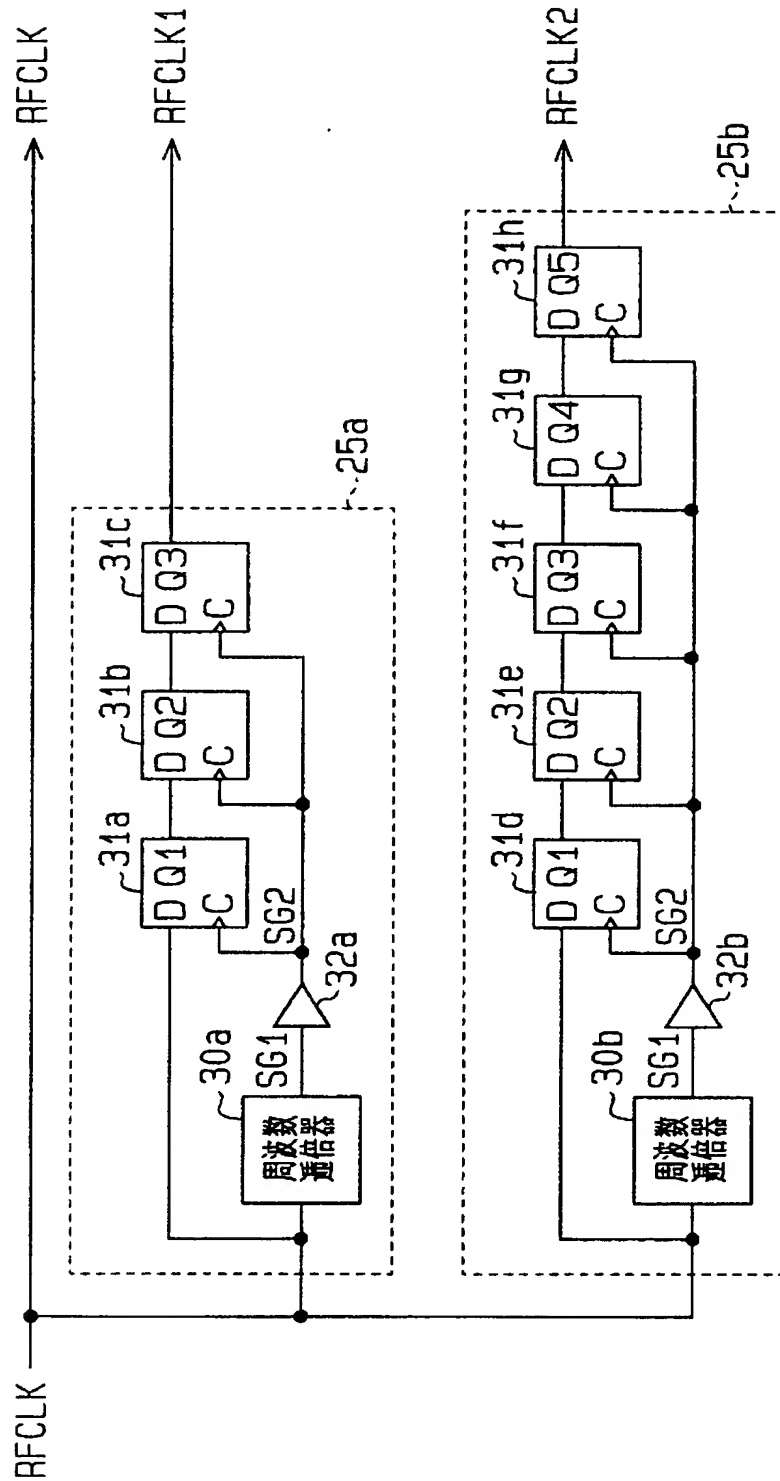 RFCLK
RFCLK
RFCLK1
25a
31a
31b
31c
D Q1
D Q2
D Q3
C
C
C
SG2
30a
SG1
32a
周波数
逓倍器
RFCLK2
25b
31d
31e
31f
31g
31h
D Q1
D Q2
D Q3
D Q4
D Q5
C
C
C
C
C
SG2
30b
SG1
32b
周波数
逓倍器